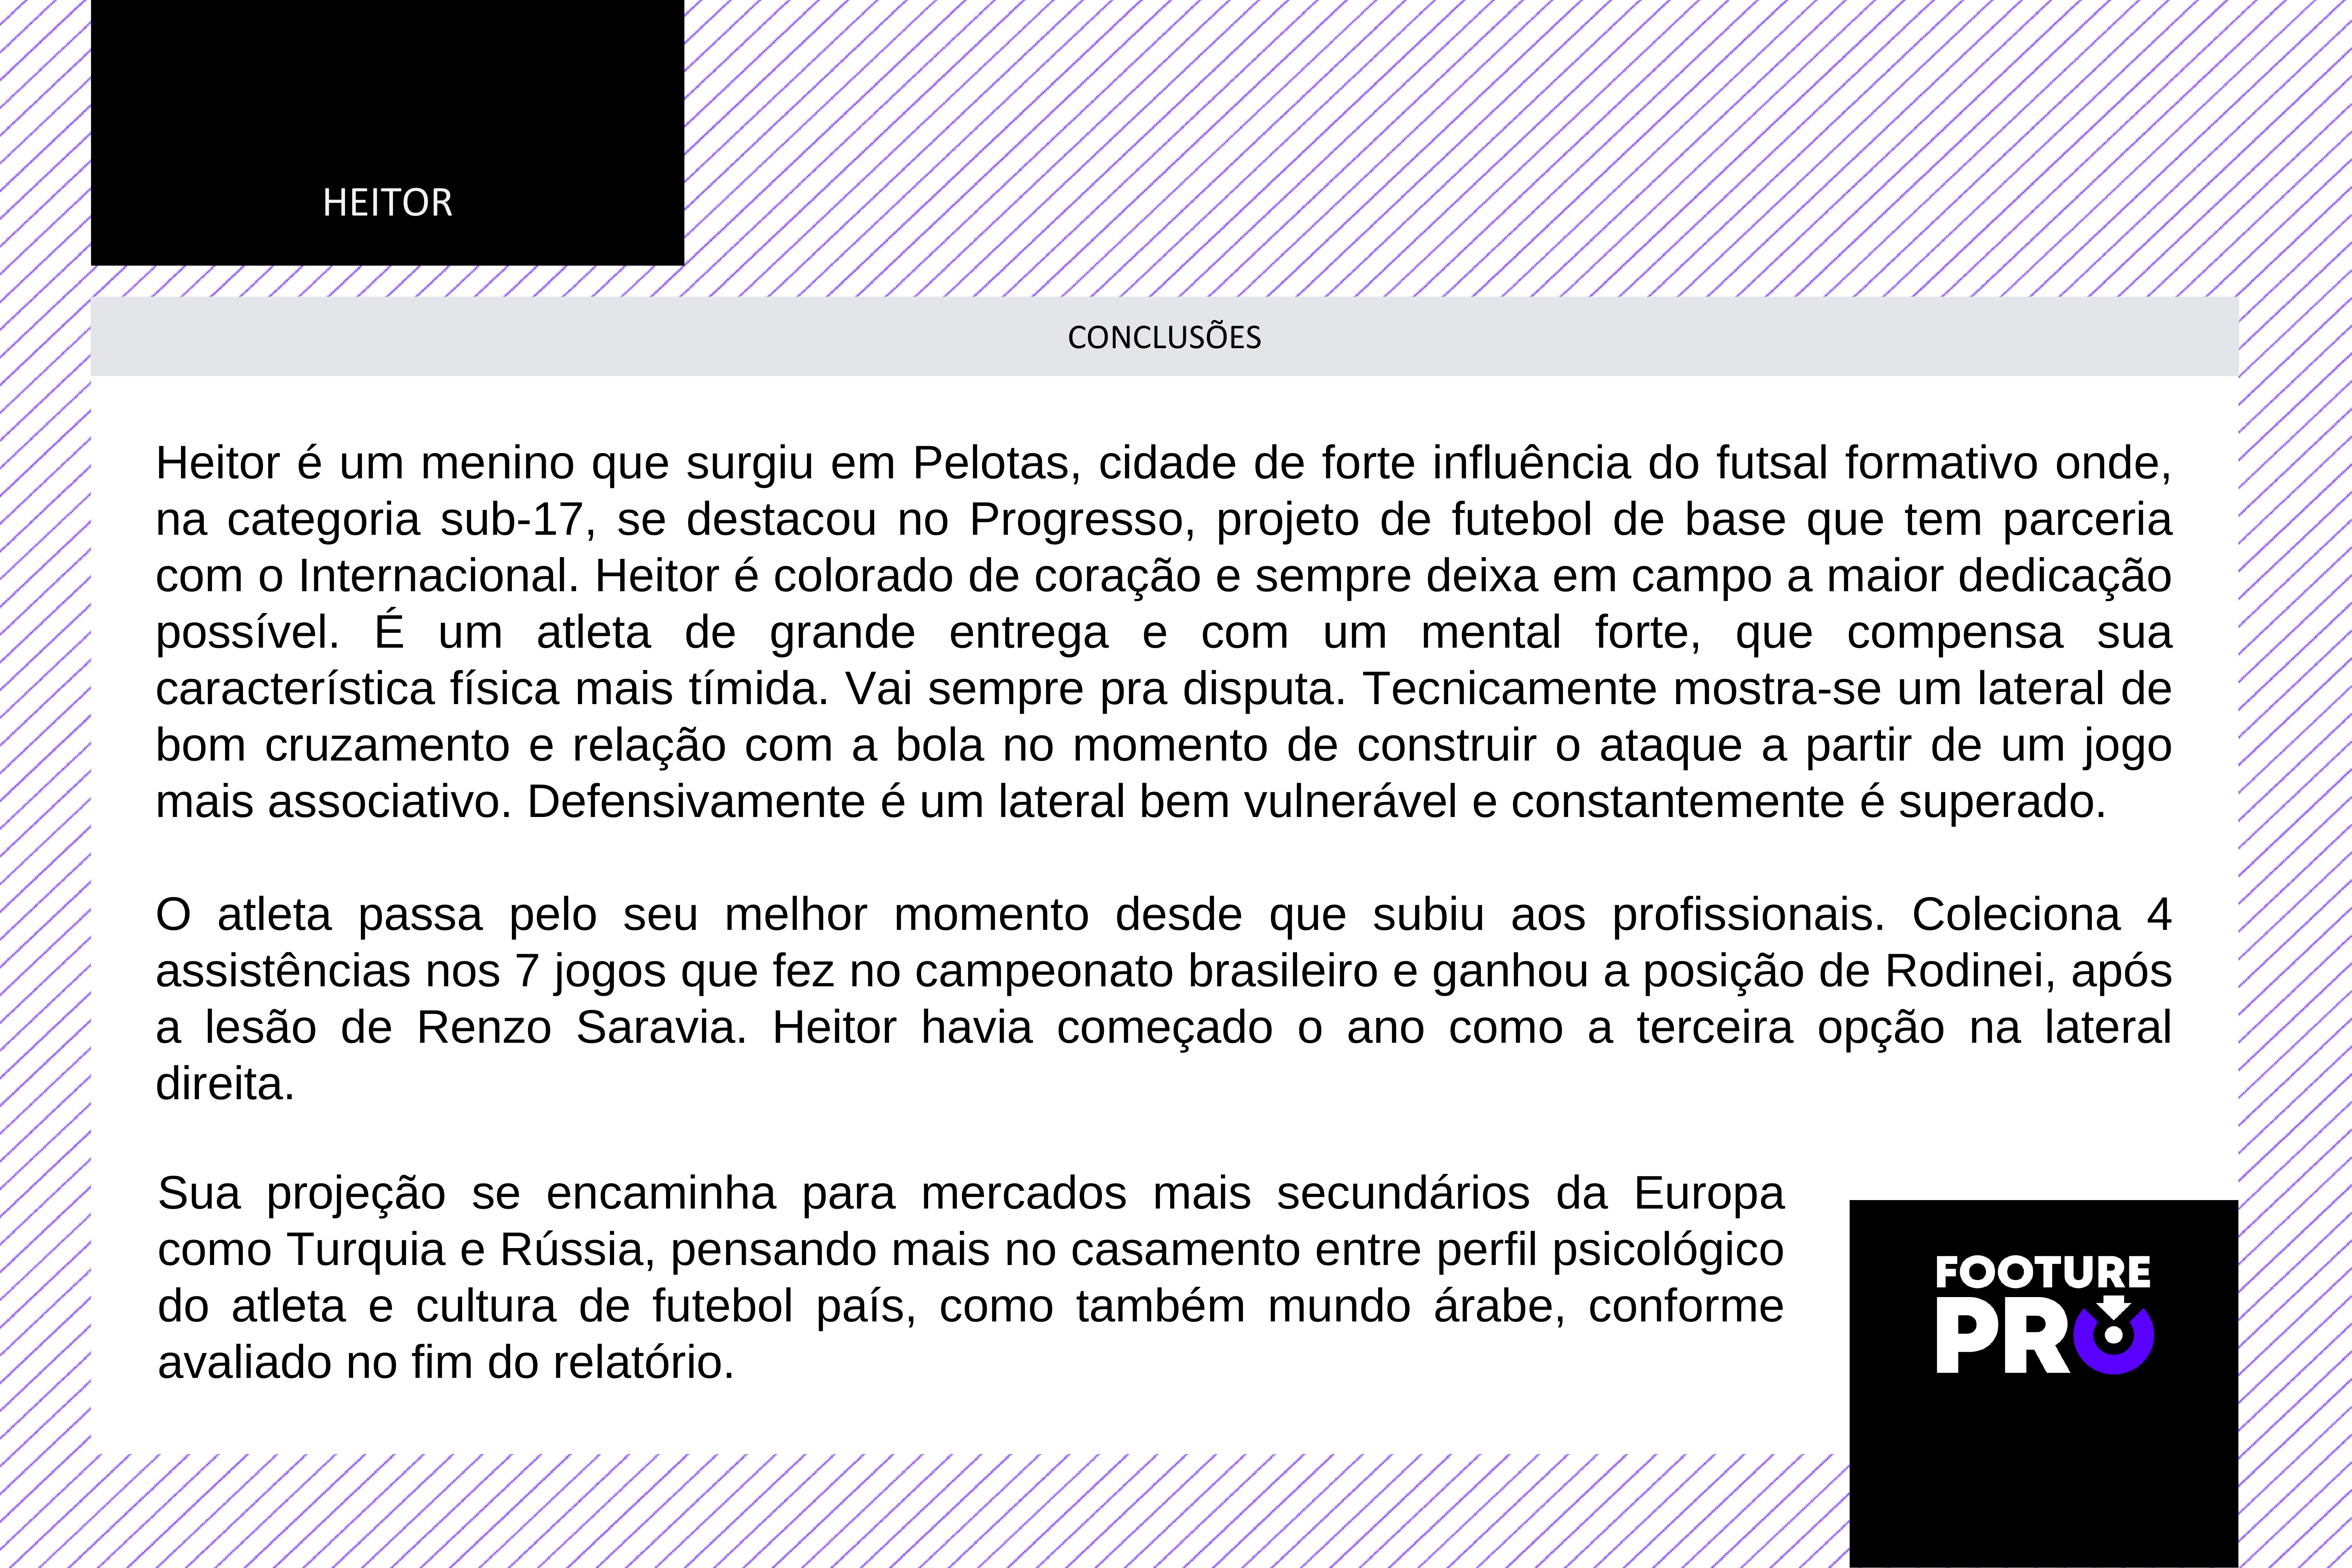 HEITOR
CONCLUSÕES
Heitor é um menino que surgiu em Pelotas, cidade de forte influência do futsal formativo onde,
na categoria sub-17, se destacou no Progresso, projeto de futebol de base que tem parceria
com o Internacional. Heitor é colorado de coração e sempre deixa em campo a maior dedicação
possível. É um atleta de grande entrega e com um mental forte, que compensa sua
característica física mais tímida. Vai sempre pra disputa. Tecnicamente mostra-se um lateral de
bom cruzamento e relação com a bola no momento de construir o ataque a partir de um jogo
mais associativo. Defensivamente é um lateral bem vulnerável e constantemente é superado.
O atleta passa pelo seu melhor momento desde que subiu aos profissionais. Coleciona 4
assistências nos 7 jogos que fez no campeonato brasileiro e ganhou a posição de Rodinei, após
a lesão de Renzo Saravia. Heitor havia começado o ano como a terceira opção na lateral
direita.
Sua projeção se encaminha para mercados mais secundários da Europa
como Turquia e Rússia, pensando mais no casamento entre perfil psicológico
do atleta e cultura de futebol país, como também mundo árabe, conforme
avaliado no fim do relatório.
FOOTURE
PRO